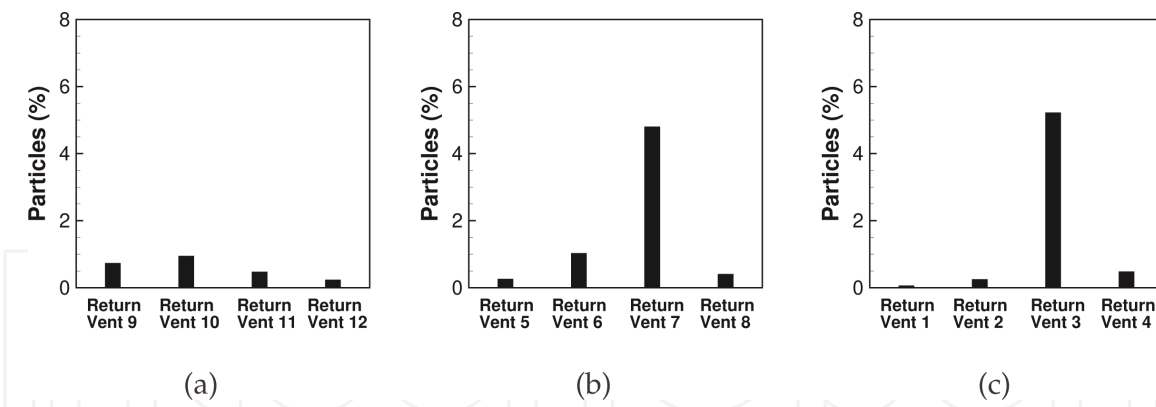 8
6
4
2
0
Particles (%)
Return Return Return Return
Vent 9 Vent 10 Vent 11 Vent 12
(a)
8
6
4
2
0
Particles (%)
Return Return Return Return
Vent 5 Vent 6 Vent 7 Vent 8
(b)
8
6
4
2
0
Particles (%)
Return Return Return Return
Vent 1 Vent 2 Vent 3 Vent 4
(c)